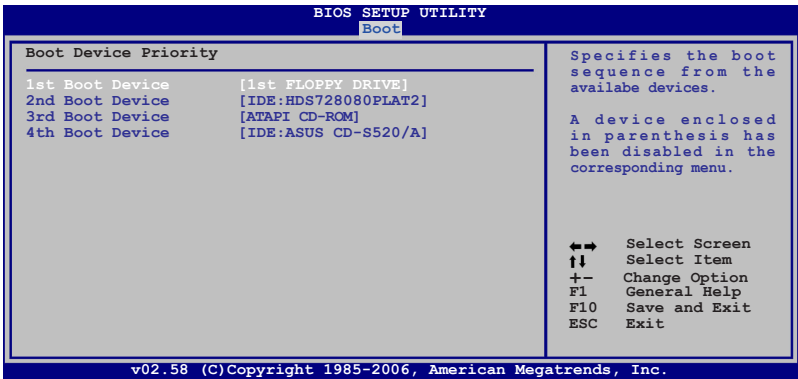 BIOS SETUP UTILITY
Boot
Boot Device Priority
1st Boot Device [1st FLOPPY DRIVE]
2nd Boot Device [IDE:HDS728080PLAT2]
3rd Boot Device [ATAPI CD-ROM]
4th Boot Device [IDE:ASUS CD-S520/A]
Specifies the boot
sequence from the
availabe devices.
A device enclosed
in parenthesis has
been disabled in the
corresponding menu.
←→ Select Screen
↑↓ Select Item
+- Change Option
F1 General Help
F10 Save and Exit
ESC Exit
v02.58 (C)Copyright 1985-2006, American Megatrends, Inc.